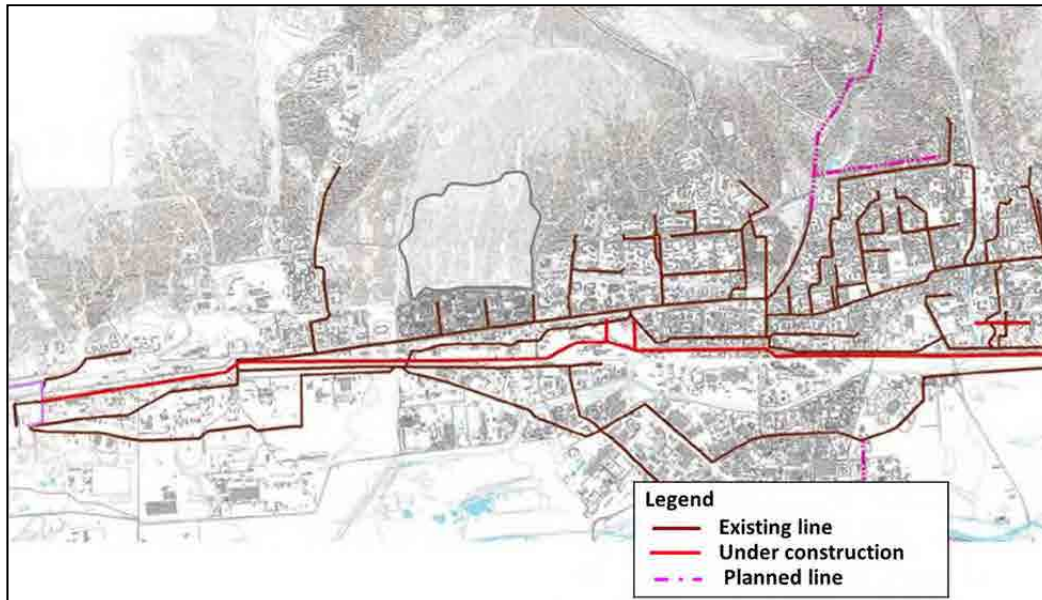 Legend
Existing line
Under construction
Planned line